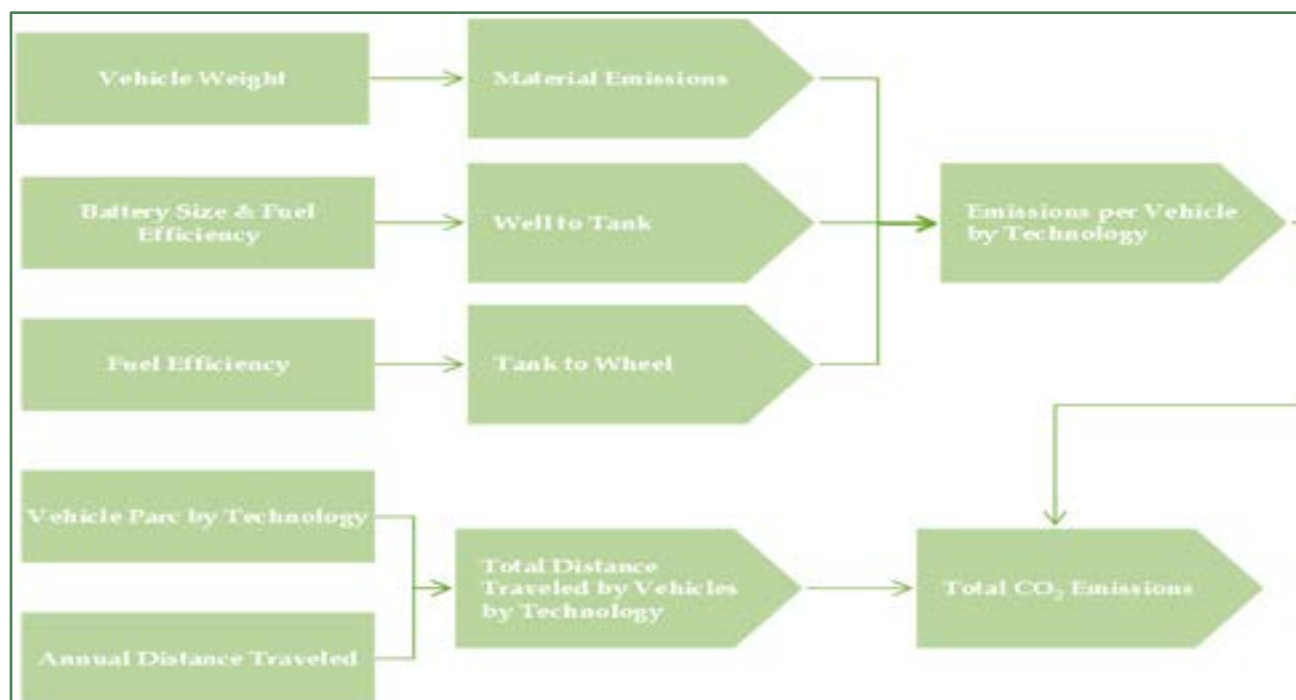 Vehicle Weight
Material Emissions
Battery Size & Fuel
Efficiency
Well to Tank
Emissions per Vehicle
by Technology
Fuel Efficiency
Tank to Wheel
Vehicle Parc by Technology
Total Distance
Traveled by Vehicles
by Technology
Total CO₂ Emissions
Annual Distance Traveled